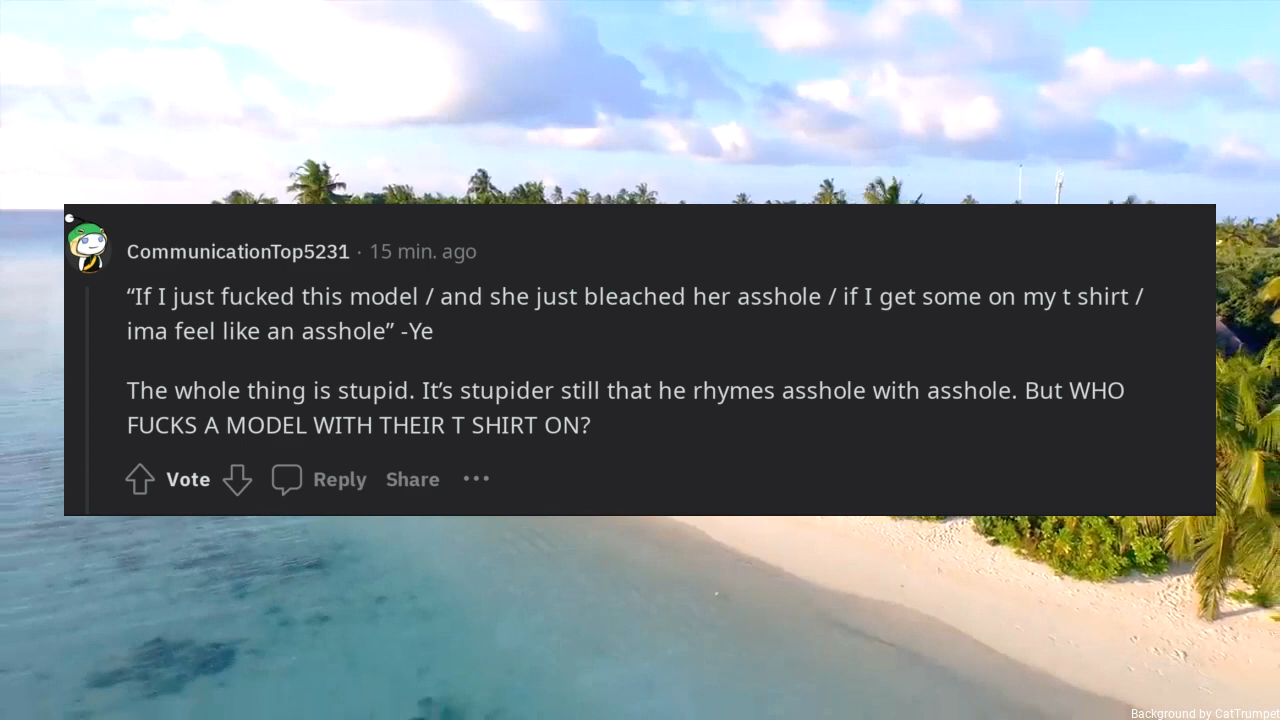 CommunicationTop5231 · 15 min. ago
“If I just fucked this model / and she just bleached her asshole / if I get some on my t shirt /
ima feel like an asshole” -Ye
The whole thing is stupid. It’s stupider still that he rhymes asshole with asshole. But WHO
FUCKS A MODEL WITH THEIR T SHIRT ON?
Vote Reply Share •••
Background by CatTrumpet